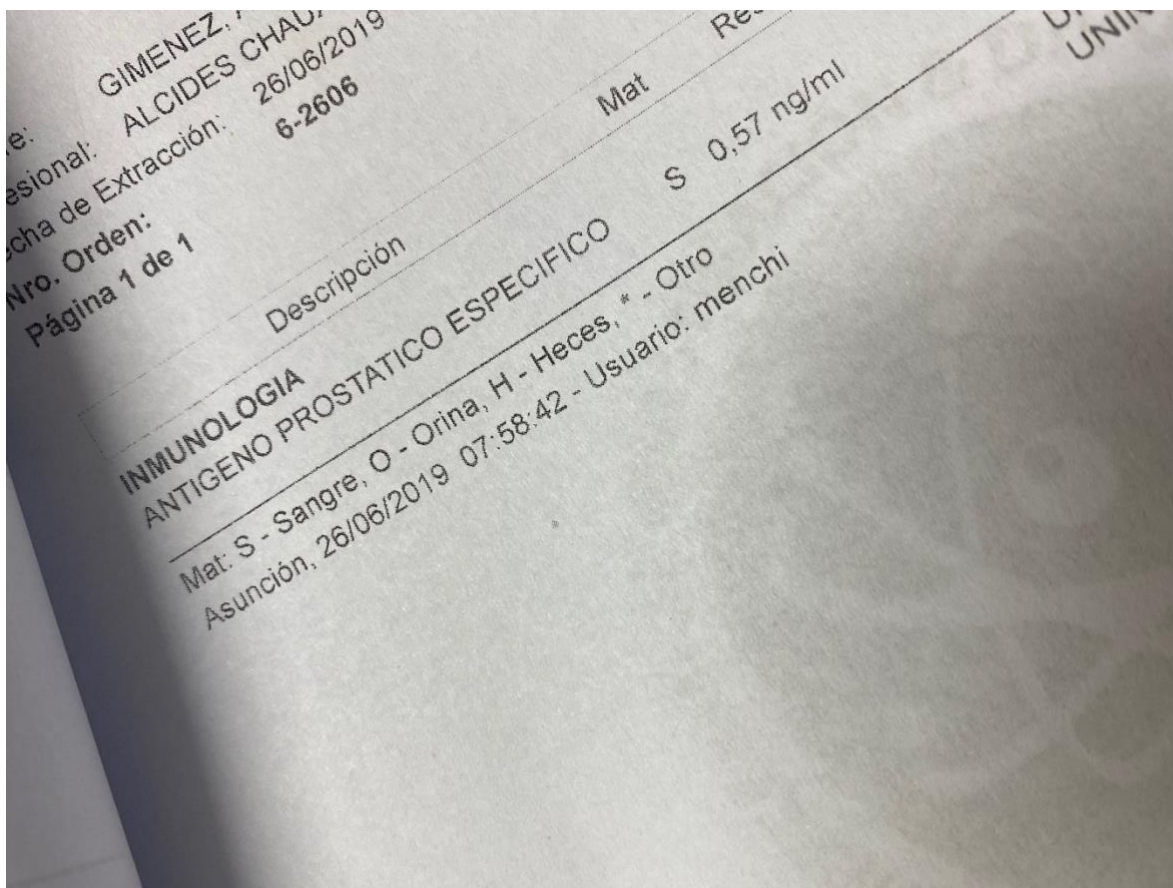 GIMENEZ,
ALCIDES CHAU
Extracción: 26/06/2019
Nro. Orden: 6-2606
Página 1 de 1
Descripción Mat
INMUNOLOGIA
ANTIGENO PROSTATICO ESPECIFICO S 0,57 ng/ml
Mat: S - Sangre, O - Orina, H - Heces, * - Otro
Asunción, 26/06/2019 07:58:42 - Usuario: menchi